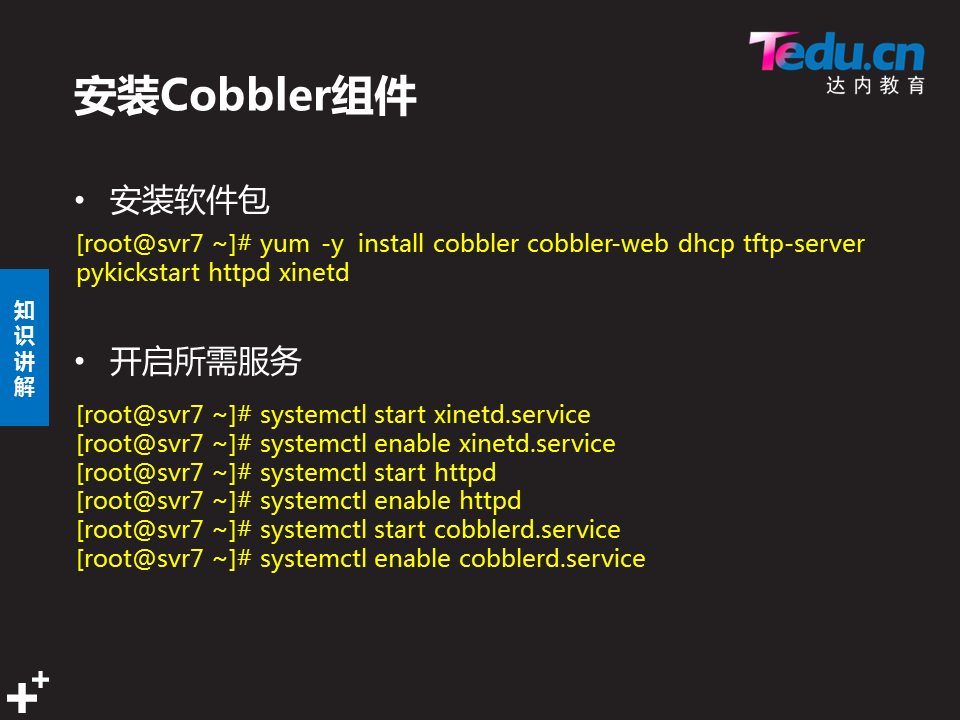 Tedu.cn
达内教育
安装Cobbler组件
• 安装软件包
[root@svr7 ~]# yum -y install cobbler cobbler-web dhcp tftp-server
pykickstart httpd xinetd
知
识
讲
解
• 开启所需服务
[root@svr7 ~]# systemctl start xinetd.service
[root@svr7 ~]# systemctl enable xinetd.service
[root@svr7 ~]# systemctl start httpd
[root@svr7 ~]# systemctl enable httpd
[root@svr7 ~]# systemctl start cobblerd.service
[root@svr7 ~]# systemctl enable cobblerd.service